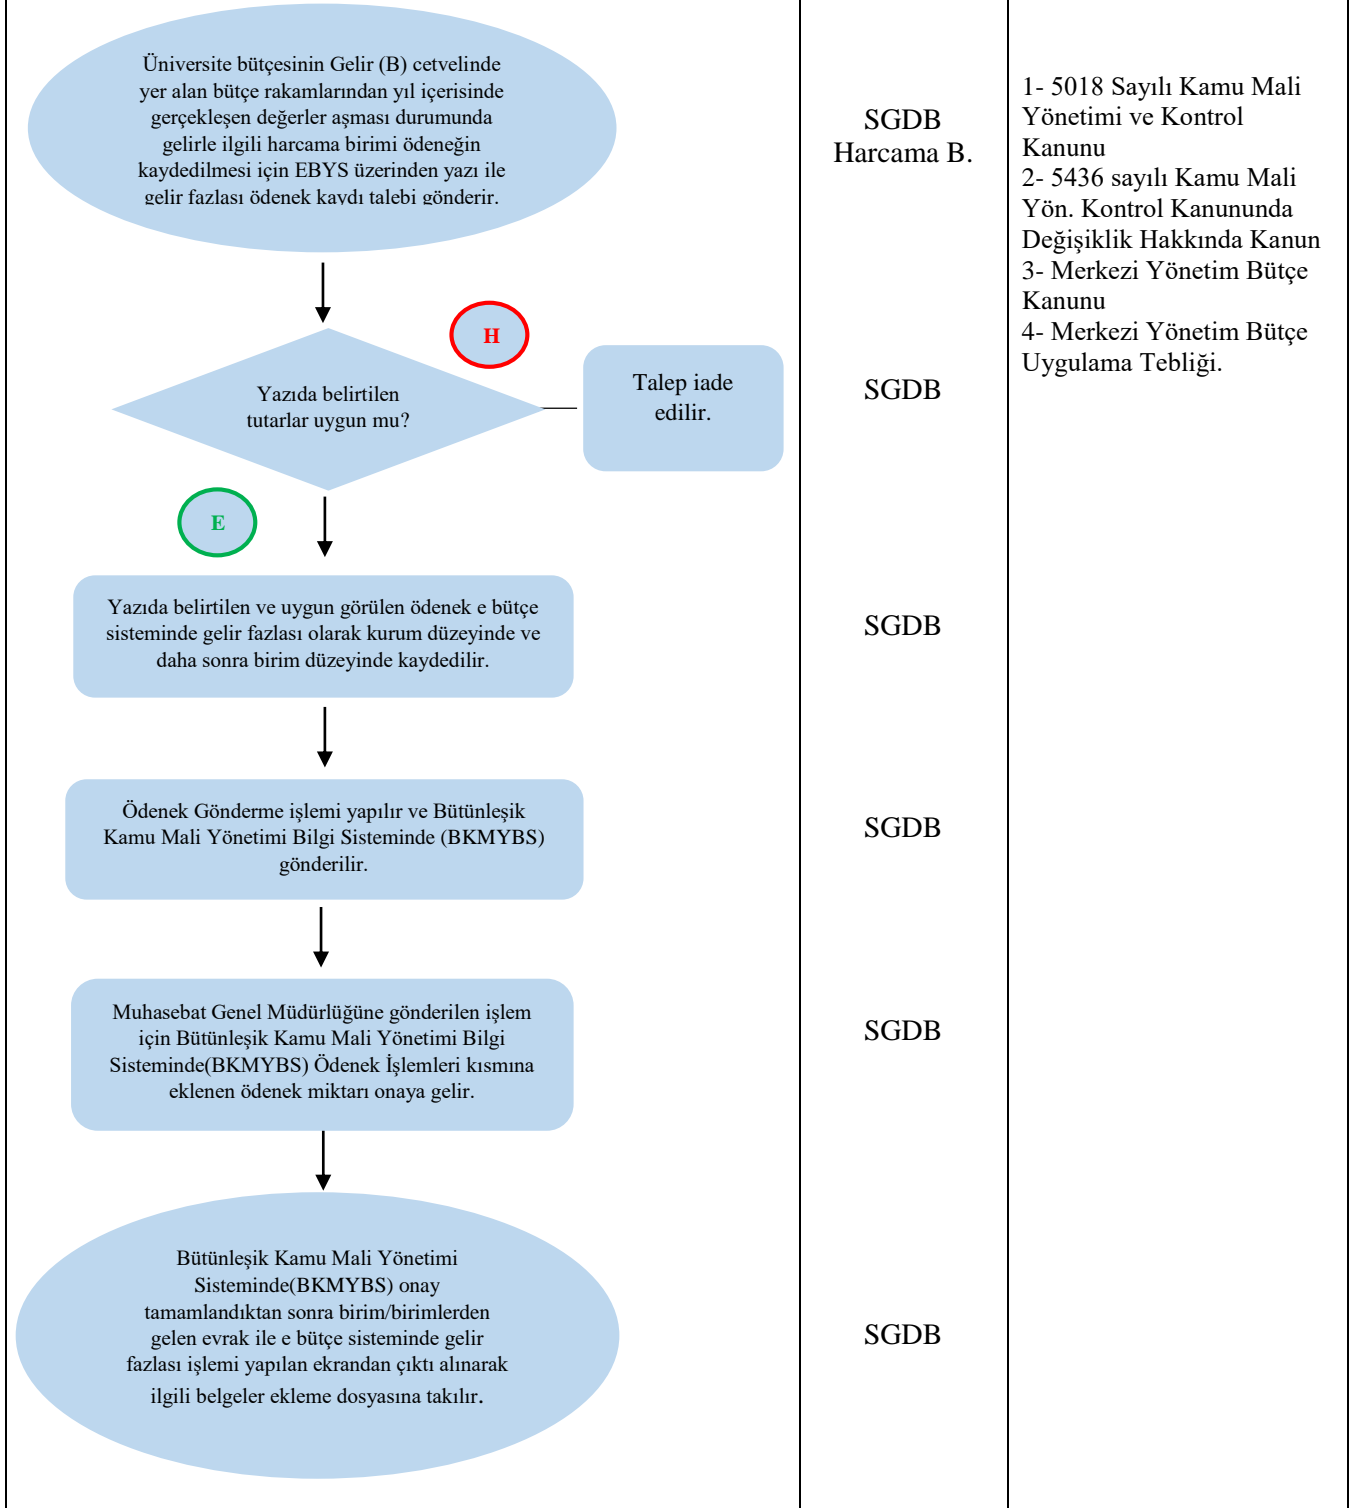 Üniversite bütçesinin Gelir (B) cetvelinde
yer alan bütçe rakamlarından yıl içerisinde
gerçekleşen değerler aşması durumunda
gelirle ilgili harcama birimi ödeneğin
kaydedilmesi için EBYS üzerinden yazı ile
gelir fazlası ödenek kaydı talebi gönderir.
SGDB
Harcama B.
1- 5018 Sayılı Kamu Mali
Yönetimi ve Kontrol
Kanunu
2- 5436 sayılı Kamu Mali
Yön. Kontrol Kanununda
Değişiklik Hakkında Kanun
3- Merkezi Yönetim Bütçe
Kanunu
4- Merkezi Yönetim Bütçe
Uygulama Tebliği.
H
Yazıda belirtilen
tutarlar uygun mu?
Talep iade
edilir.
SGDB
E
Yazıda belirtilen ve uygun görülen ödenek e bütçe
sisteminde gelir fazlası olarak kurum düzeyinde ve
daha sonra birim düzeyinde kaydedilir.
SGDB
Ödenek Gönderme işlemi yapılır ve Bütünleşik
Kamu Mali Yönetimi Bilgi Sisteminde (BKMYBS)
gönderilir.
SGDB
Muhasebat Genel Müdürlüğüne gönderilen işlem
için Bütünleşik Kamu Mali Yönetimi Bilgi
Sisteminde(BKMYBS) Ödenek İşlemleri kısmına
eklenen ödenek miktarı onaya gelir.
SGDB
Bütünleşik Kamu Mali Yönetimi
Sisteminde(BKMYBS) onay
tamamlandıktan sonra birim/birimlerden
gelen evrak ile e bütçe sisteminde gelir
fazlası işlemi yapılan ekrandan çıktı alınarak
ilgili belgeler ekleme dosyasına takılır.
SGDB